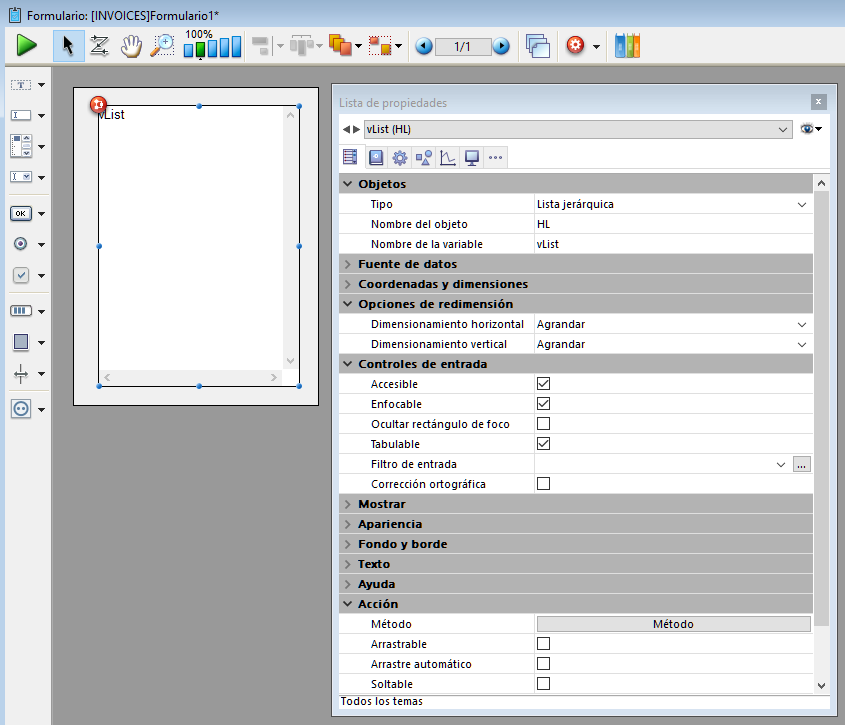 Formulario: [INVOICES]Formulario1*
100%
1/1
T
OK
vList
Lista de propiedades
vList (HL)
Objetos
Tipo Lista jerárquica
Nombre del objeto HL
Nombre de la variable vList
Fuente de datos
Coordenadas y dimensiones
Opciones de redimensión
Dimensionamiento horizontal Agrandar
Dimensionamiento vertical Agrandar
Controles de entrada
Accesible
Enfocable
Ocultar rectángulo de foco
Tabulable
Filtro de entrada ...
Corrección ortográfica
Mostrar
Apariencia
Fondo y borde
Texto
Ayuda
Acción
Método Método
Arrastrable
Arrastre automático
Soltable
Todos los temas